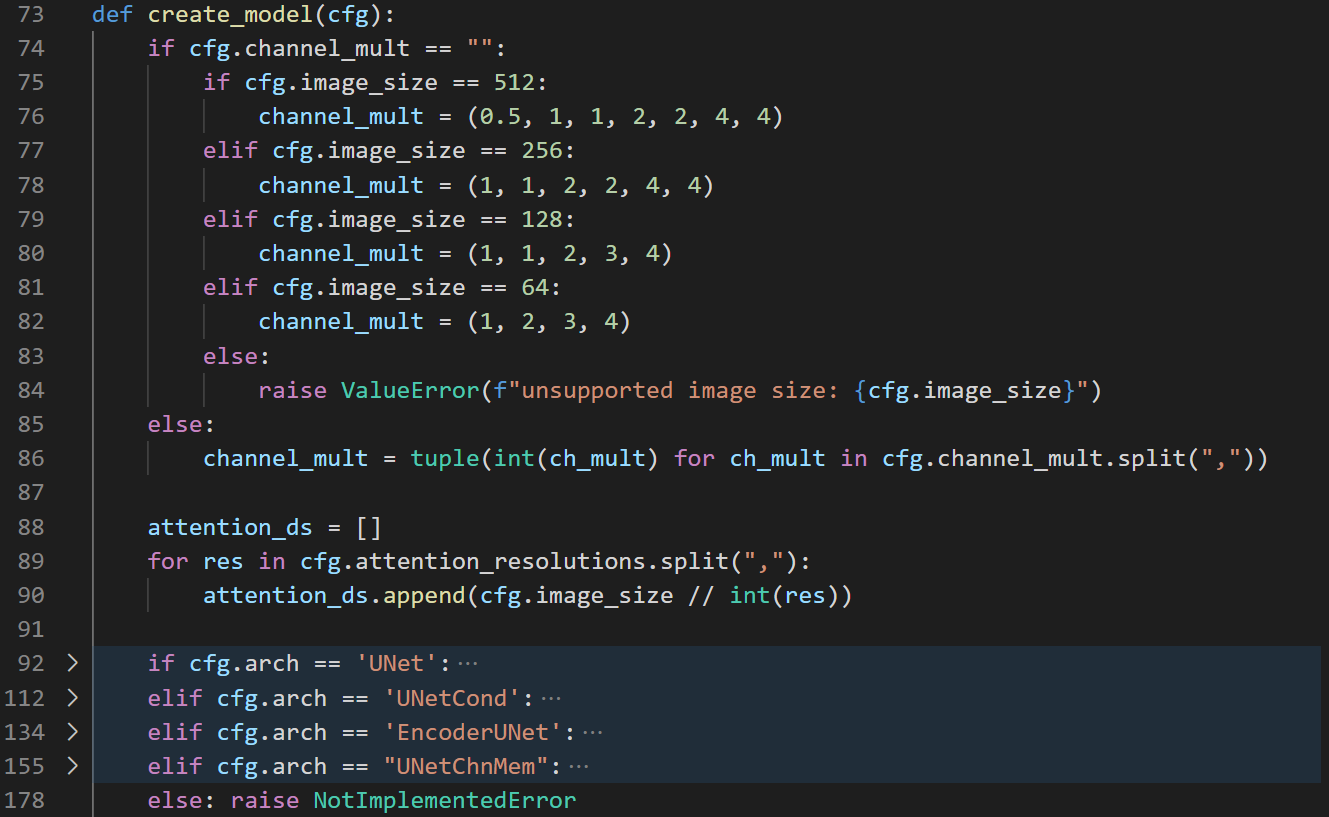 73 def create_model(cfg):
74     if cfg.channel_mult == "":
75         if cfg.image_size == 512:
76             channel_mult = (0.5, 1, 1, 2, 2, 4, 4)
77         elif cfg.image_size == 256:
78             channel_mult = (1, 1, 2, 2, 4, 4)
79         elif cfg.image_size == 128:
80             channel_mult = (1, 1, 2, 3, 4)
81         elif cfg.image_size == 64:
82             channel_mult = (1, 2, 3, 4)
83         else:
84             raise ValueError(f"unsupported image size: {cfg.image_size}")
85     else:
86         channel_mult = tuple(int(ch_mult) for ch_mult in cfg.channel_mult.split(","))
87
88     attention_ds = []
89     for res in cfg.attention_resolutions.split(","):
90         attention_ds.append(cfg.image_size // int(res))
91
92 >     if cfg.arch == 'UNet':···
112 >     elif cfg.arch == 'UNetCond':···
134 >     elif cfg.arch == 'EncoderUNet':···
155 >     elif cfg.arch == "UNetChnMem":···
178     else: raise NotImplementedError